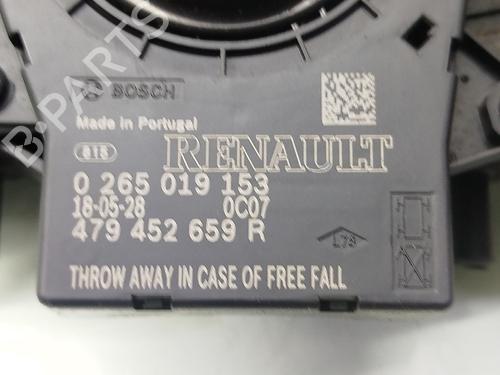 B-PARTS
BOSCH
Made in Portugal
RENAULT
0 265 019 153
18-05-28 0C07
479 452 659 R
THROW AWAY IN CASE OF FREE FALL